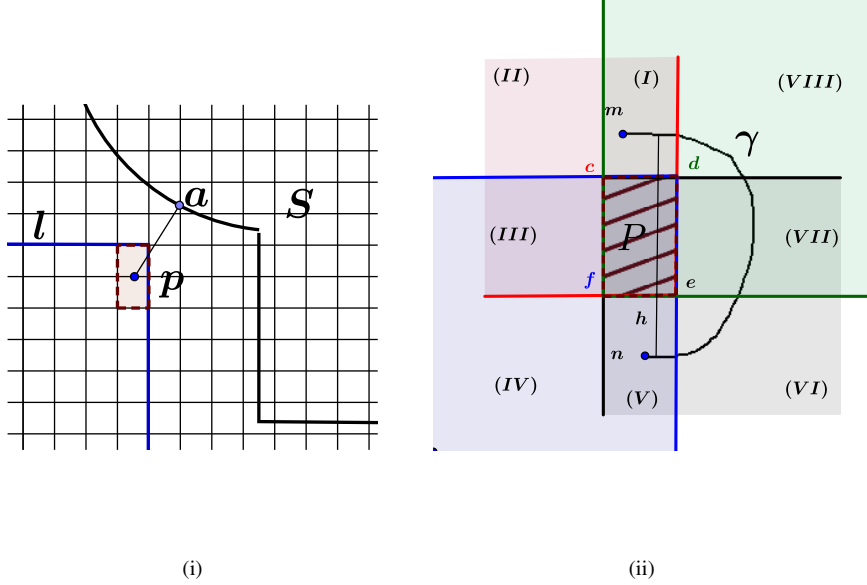 (II)
(I)
(VIII)
m
γ
c
d
a
S
l
(III)
P
(VII)
p
f
e
h
n
(IV)
(V)
(VI)
(i)
(ii)